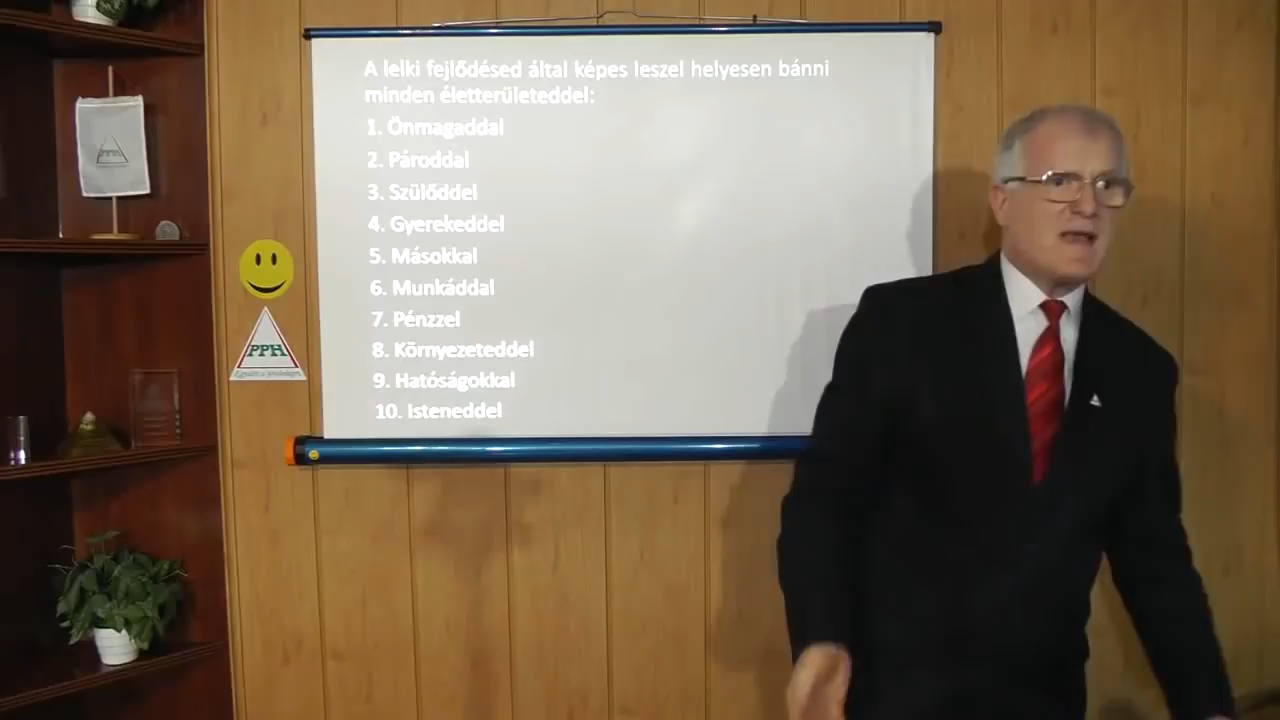 A lelki fejlődésed által képes leszel helyesen bánni
minden életterületeddel:
1. Önmagaddal
2. Pároddal
3. Szülőddel
4. Gyerekeddel
5. Másokkal
6. Munkáddal
7. Pénzzel
8. Környezeteddel
9. Hatóságokkal
10. Isteneddel
PPH
PPH